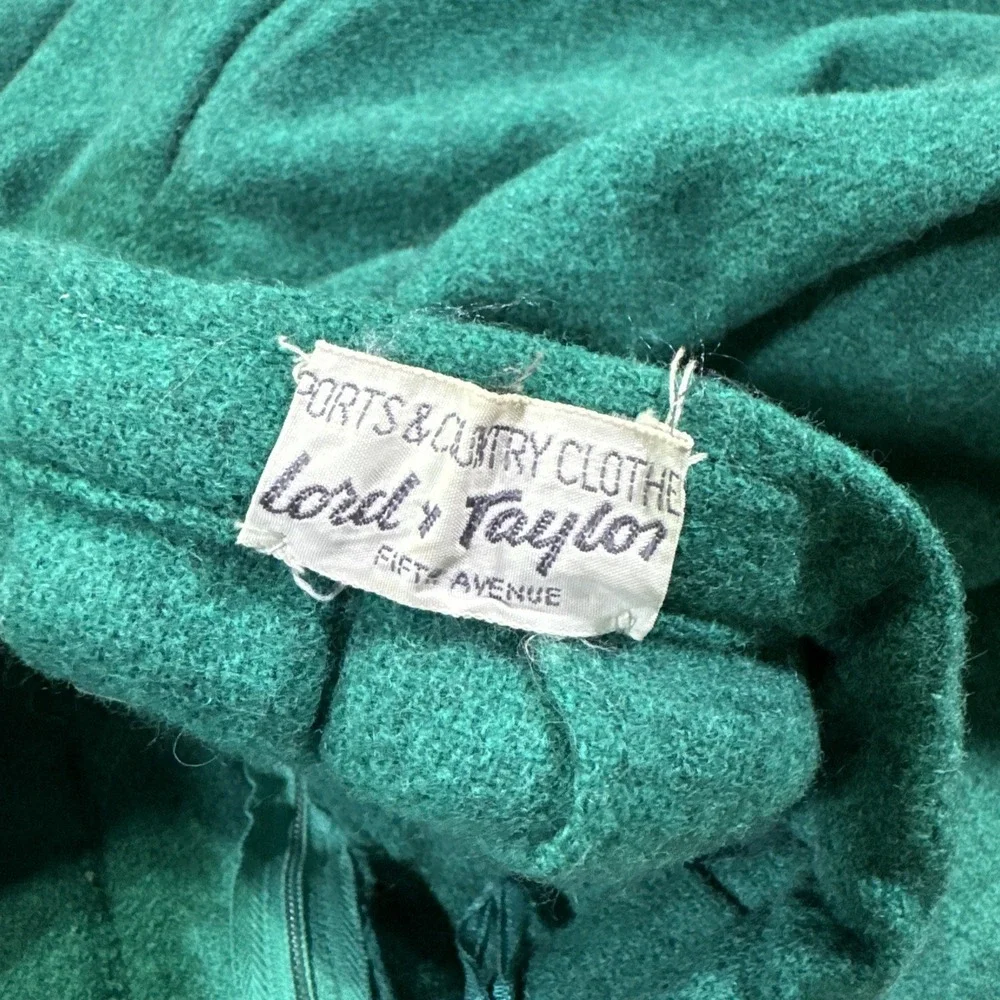 PORTS & COUNTRY CLOTHE
Lord & Taylor
FIFTH AVENUE